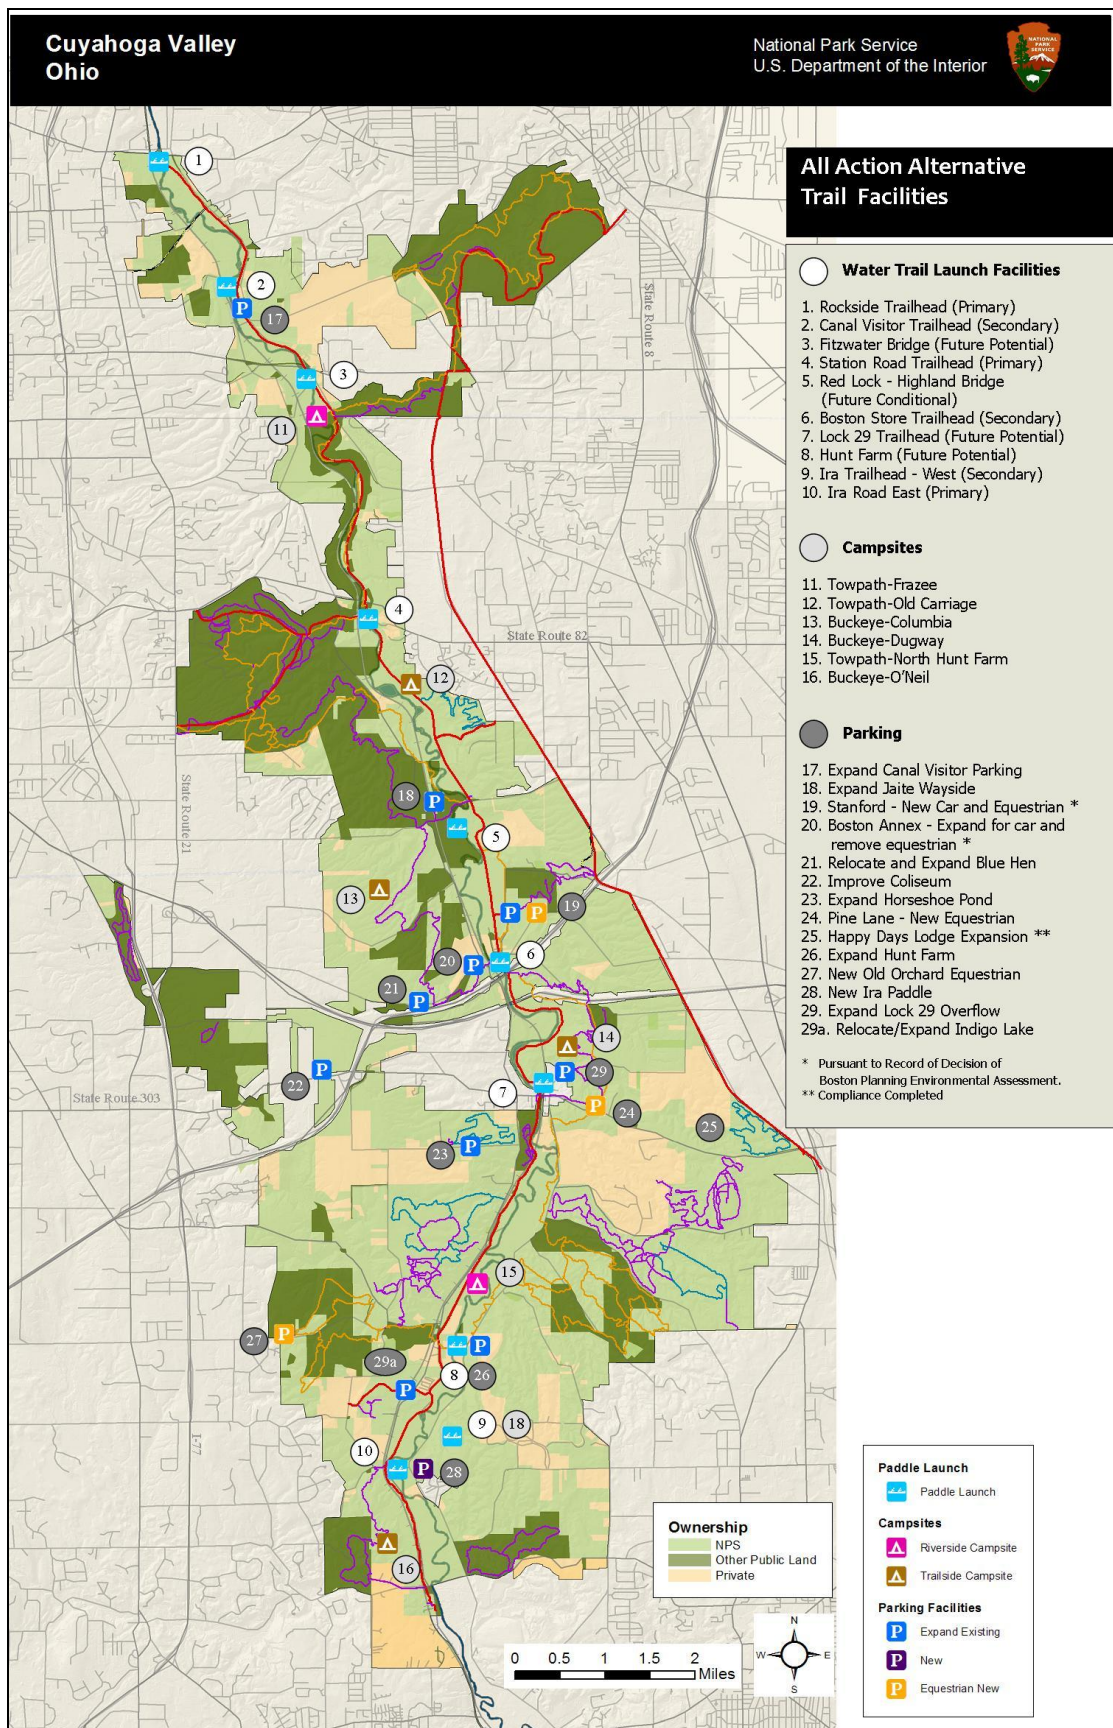 Cuyahoga Valley
Ohio
National Park Service
U.S. Department of the Interior
NATIONAL
PARK
SERVICE
All Action Alternative
Trail Facilities
Water Trail Launch Facilities
1. Rockside Trailhead (Primary)
2. Canal Visitor Trailhead (Secondary)
3. Fitzwater Bridge (Future Potential)
4. Station Road Trailhead (Primary)
5. Red Lock - Highland Bridge
(Future Conditional)
6. Boston Store Trailhead (Secondary)
7. Lock 29 Trailhead (Future Potential)
8. Hunt Farm (Future Potential)
9. Ira Trailhead - West (Secondary)
10. Ira Road East (Primary)
Campsites
11. Towpath-Frazee
12. Towpath-Old Carriage
13. Buckeye-Columbia
14. Buckeye-Dugway
15. Towpath-North Hunt Farm
16. Buckeye-O'Neil
Parking
17. Expand Canal Visitor Parking
18. Expand Jaite Wayside
19. Stanford - New Car and Equestrian *
20. Boston Annex - Expand for car and
remove equestrian *
21. Relocate and Expand Blue Hen
22. Improve Coliseum
23. Expand Horseshoe Pond
24. Pine Lane - New Equestrian
25. Happy Days Lodge Expansion **
26. Expand Hunt Farm
27. New Old Orchard Equestrian
28. New Ira Paddle
29. Expand Lock 29 Overflow
29a. Relocate/Expand Indigo Lake
* Pursuant to Record of Decision of
Boston Planning Environmental Assessment.
** Compliance Completed
1
2
P
17
3
11
State Route 8
4
State Route 82
12
State Route 21
18
P
5
13
P P
19
20
P
6
21
P
14
22
P
P
29
7
State Route 303
P
24
25
23
P
15
27
P
P
29a
8
26
P
9
18
10
P
28
I-77
16
Ownership
NPS
Other Public Land
Private
0 0.5 1 1.5 2
Miles
N
W
E
S
Paddle Launch
Paddle Launch
Campsites
Riverside Campsite
Trailside Campsite
Parking Facilities
P Expand Existing
P New
P Equestrian New